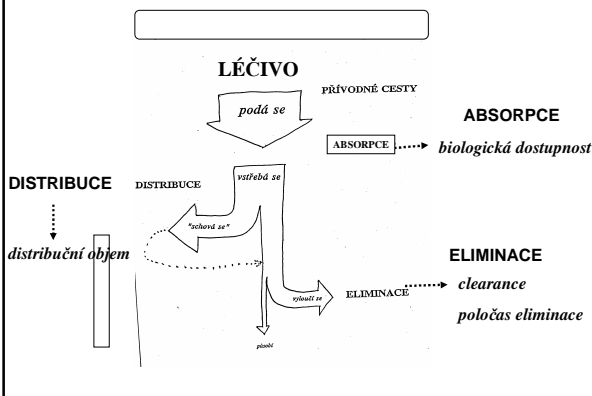 LÉČIVO
PŘÍVODNÉ CESTY
podá se
ABSORPCE
ABSORPCE
biologická dostupnost
vstřebá se
DISTRIBUCE
DISTRIBUCE
"schová se"
distribuční objem
ELIMINACE
clearance
vyloučí se
ELIMINACE
poločas eliminace
působí